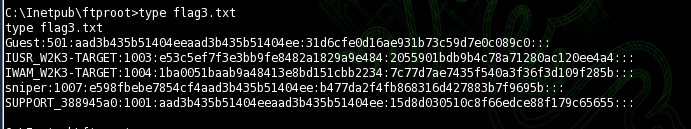 C:\Inetpub\ftproot>type flag3.txt
type flag3.txt
Guest:501:aad3b435b51404eeaad3b435b51404ee:31d6cfe0d16ae931b73c59d7e0c089c0:::
IUSR_W2K3-TARGET:1003:e53c5ef7f3e3bb9fe8482a1829a9e484:2055901bdb9b4c78a71280ac120ee4a4:::
IWAM_W2K3-TARGET:1004:1ba0051baab9a48413e8bd151cbb2234:7c77d7ae7435f540a3f36f3d109f285b:::
sniper:1007:e598fbebe7854cf4aad3b435b51404ee:b477da2f4fb868316d427883b7f9695b:::
SUPPORT_388945a0:1001:aad3b435b51404eeaad3b435b51404ee:15d8d030510c8f66edce88f179c65655:::